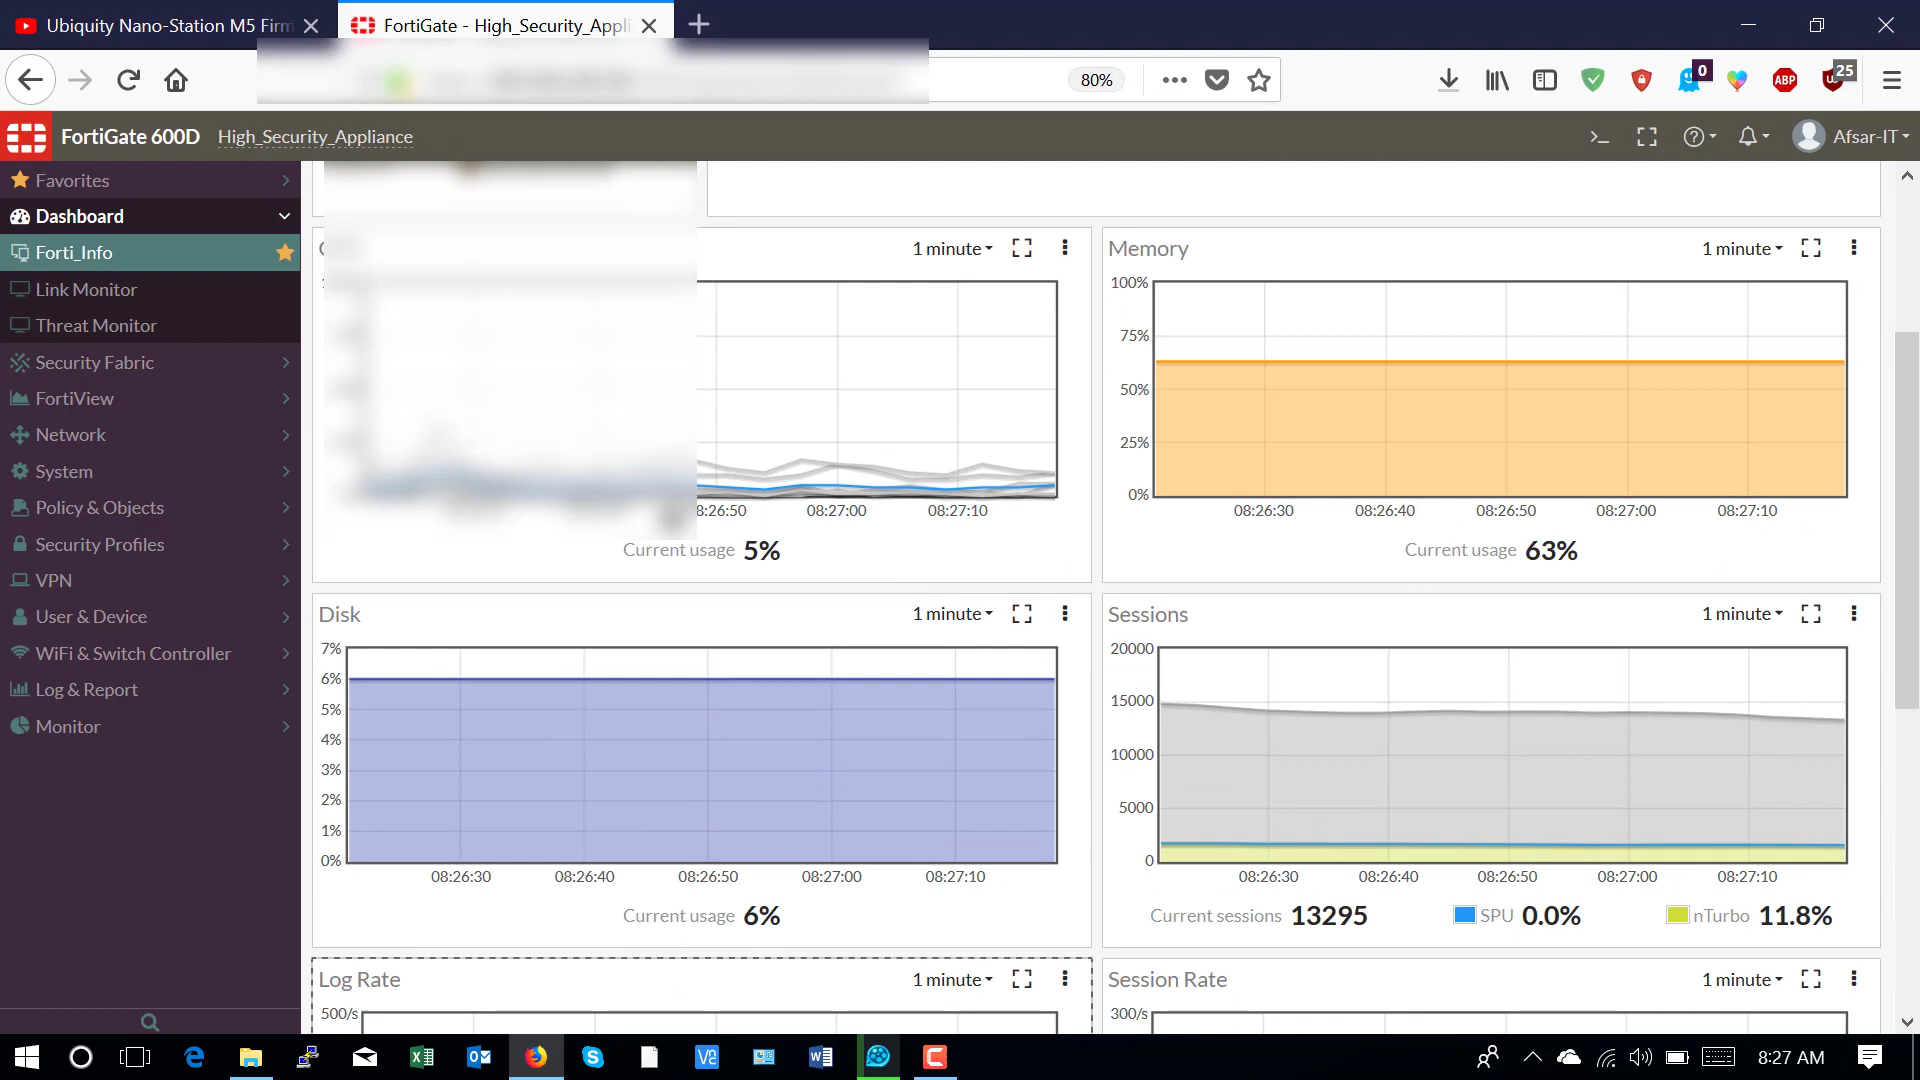 Ubiquity Nano-Station M5 Firm
FortiGate - High_Security_Appli
80%
0
ABP
25
FortiGate 600D
High_Security_Appliance
Afsar-IT
Favorites
Dashboard
Forti_Info
Link Monitor
Threat Monitor
Security Fabric
FortiView
Network
System
Policy & Objects
Security Profiles
VPN
User & Device
WiFi & Switch Controller
Log & Report
Monitor
1 minute
8:26:50
08:27:00
08:27:10
Current usage 5%
Memory
1 minute
100%
75%
50%
25%
0%
08:26:30
08:26:40
08:26:50
08:27:00
08:27:10
Current usage 63%
Disk
1 minute
7%
6%
5%
4%
3%
2%
1%
0%
08:26:30
08:26:40
08:26:50
08:27:00
08:27:10
Current usage 6%
Sessions
1 minute
20000
15000
10000
5000
0
08:26:30
08:26:40
08:26:50
08:27:00
08:27:10
Current sessions 13295
SPU 0.0%
nTurbo 11.8%
Log Rate
1 minute
500/s
Session Rate
1 minute
300/s
8:27 AM